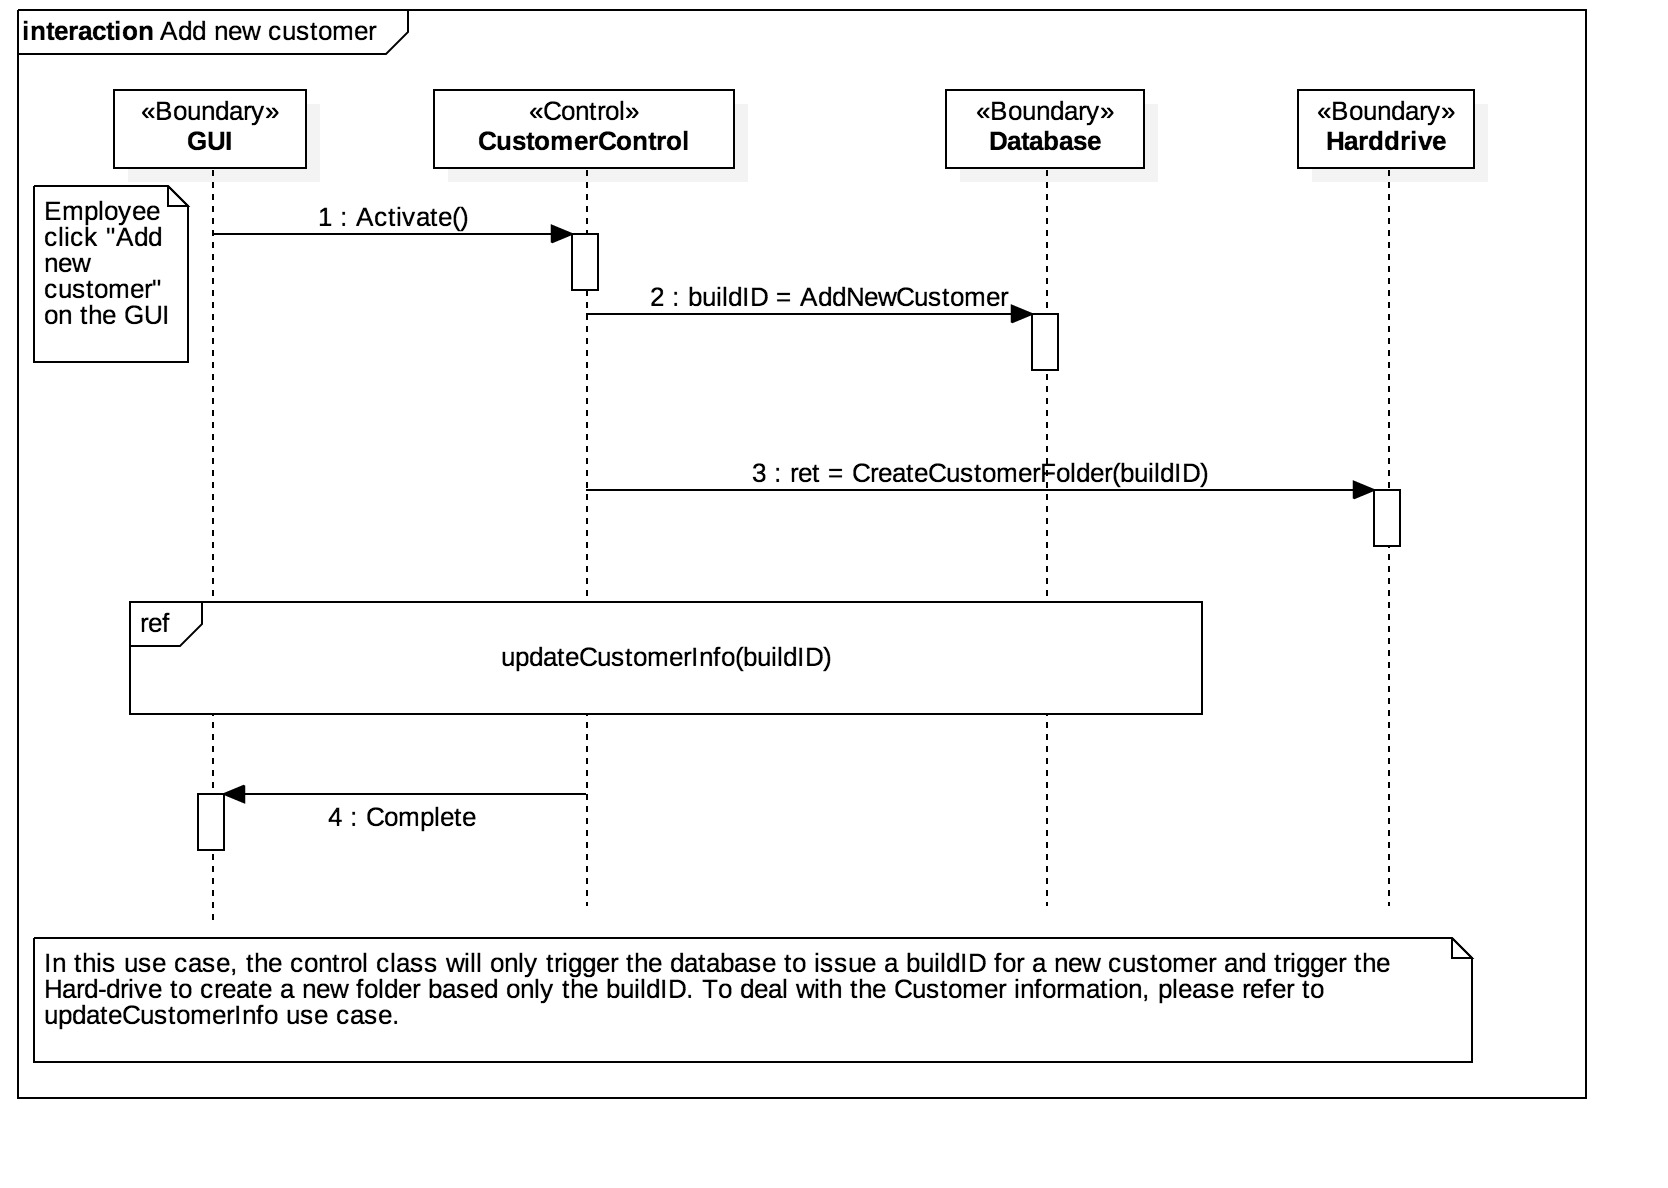 interaction Add new customer
«Boundary»
GUI
«Control»
CustomerControl
«Boundary»
Database
«Boundary»
Harddrive
Employee
click "Add
new
customer"
on the GUI
1 : Activate()
2 : buildID = AddNewCustomer
3 : ret = CreateCustomerFolder(buildID)
ref
updateCustomerInfo(buildID)
4 : Complete
In this use case, the control class will only trigger the database to issue a buildID for a new customer and trigger the
Hard-drive to create a new folder based only the buildID. To deal with the Customer information, please refer to
updateCustomerInfo use case.